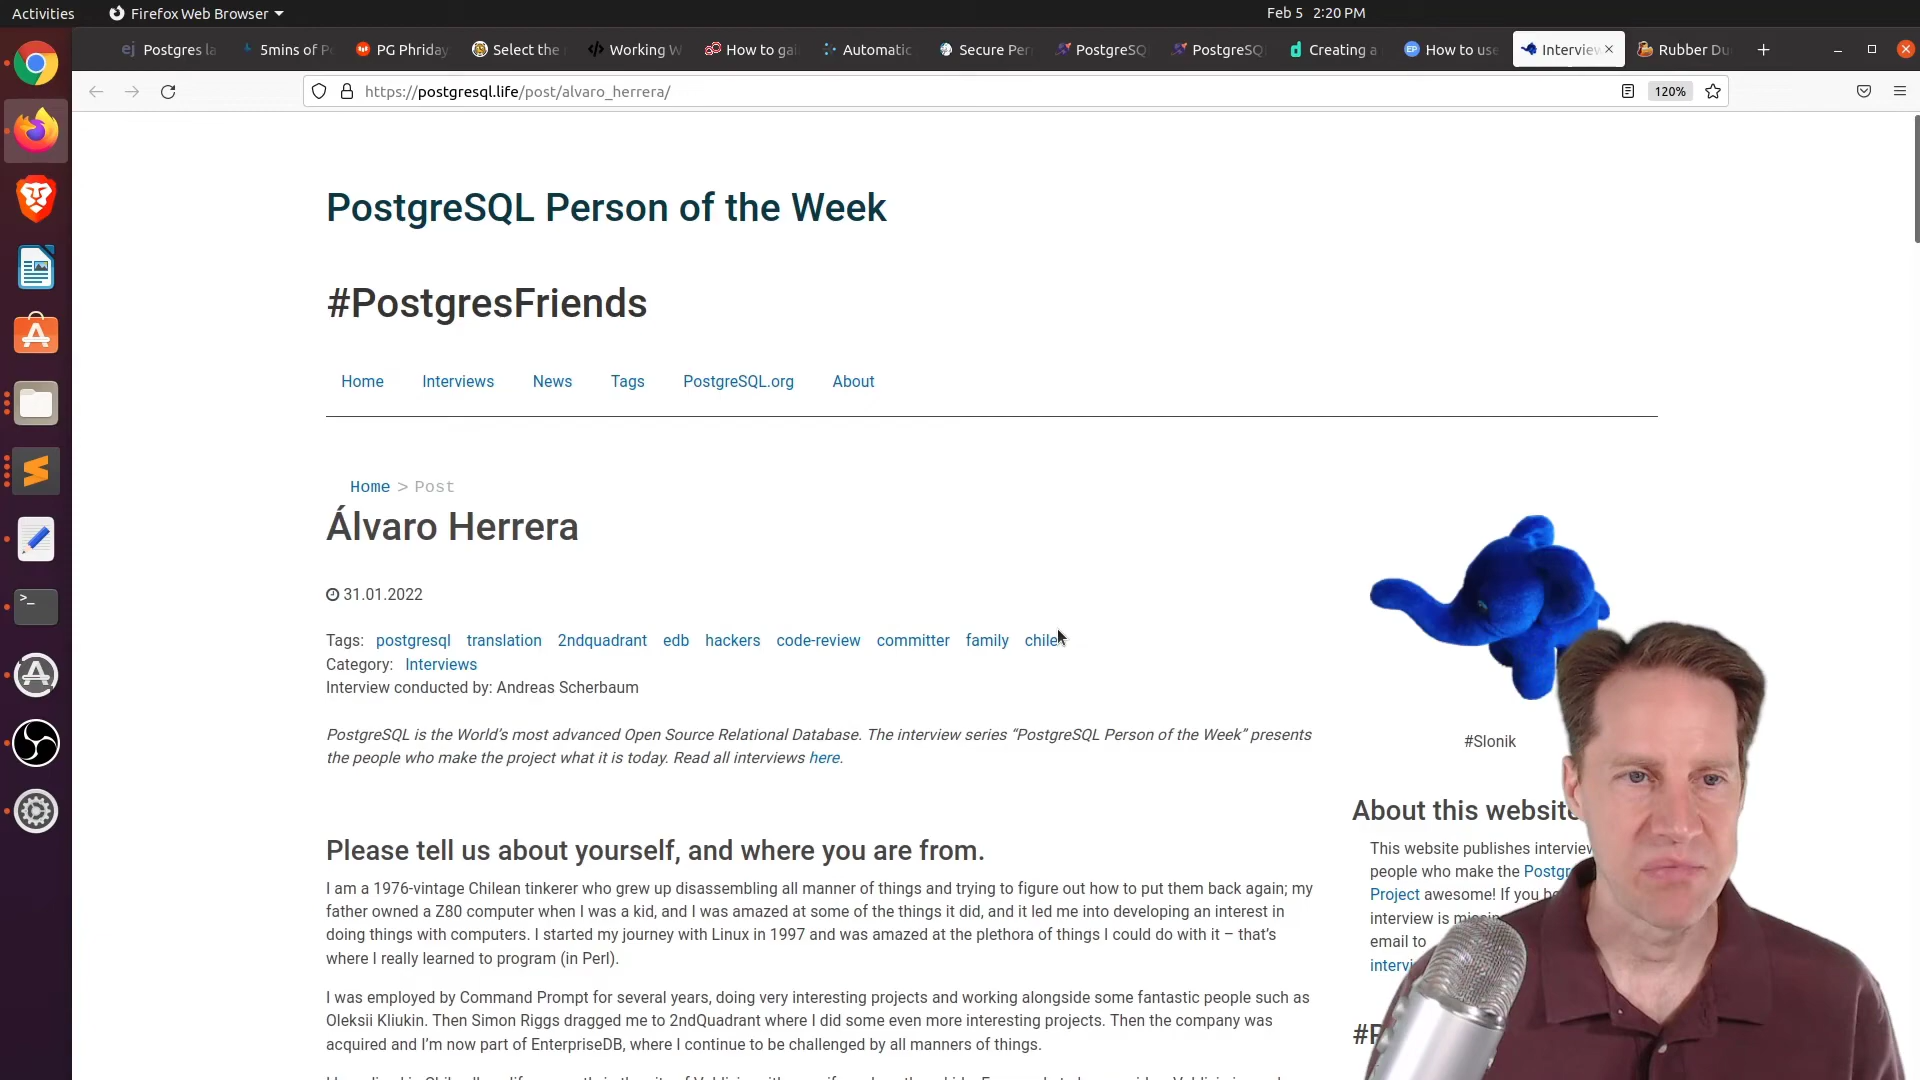 Activities
Firefox Web Browser
Feb 5 2:20 PM
Postgres la
5mins of P
PG Phriday
Select the
Working W
How to gai
Automatic
Secure Per
PostgreSQ
PostgreSQ
Creating a
How to use
Interview
Rubber Du
https://postgresql.life/post/alvaro_herrera/
120%
PostgreSQL Person of the Week
#PostgresFriends
Home Interviews News Tags PostgreSQL.org About
Home > Post
Álvaro Herrera
31.01.2022
Tags: postgresql translation 2ndquadrant edb hackers code-review committer family chile
Category: Interviews
Interview conducted by: Andreas Scherbaum
PostgreSQL is the World's most advanced Open Source Relational Database. The interview series “PostgreSQL Person of the Week” presents
the people who make the project what it is today. Read all interviews here.
Please tell us about yourself, and where you are from.
I am a 1976-vintage Chilean tinkerer who grew up disassembling all manner of things and trying to figure out how to put them back again; my
father owned a Z80 computer when I was a kid, and I was amazed at some of the things it did, and it led me into developing an interest in
doing things with computers. I started my journey with Linux in 1997 and was amazed at the plethora of things I could do with it – that's
where I really learned to program (in Perl).
I was employed by Command Prompt for several years, doing very interesting projects and working alongside some fantastic people such as
Oleksii Kliukin. Then Simon Riggs dragged me to 2ndQuadrant where I did some even more interesting projects. Then the company was
acquired and I'm now part of EnterpriseDB, where I continue to be challenged by all manners of things.
#Slonik
About this website
This website publishes interview
people who make the Postgr
Project awesome! If you
interview is
email to
intervi
#P